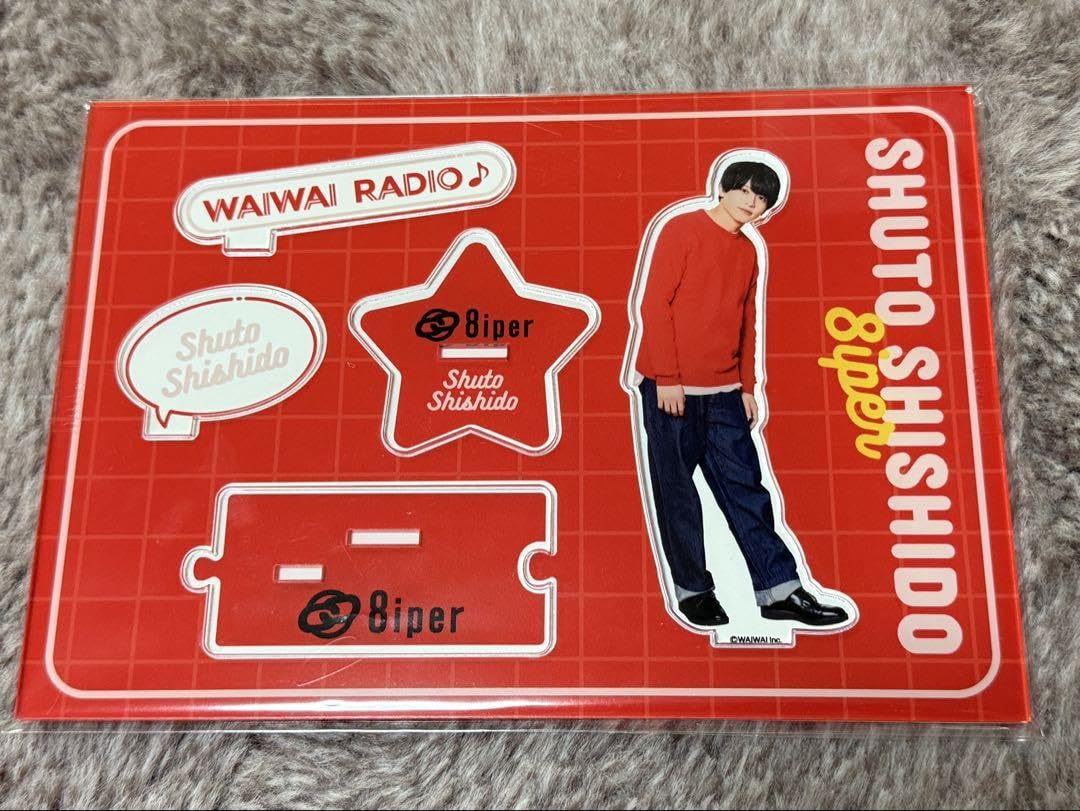 WAIWAI RADIO♪
Shuto
Shishido
8iper
Shuto
Shishido
8iper
©WAIWAI Inc.
SHUTO SHISHIDO
8iper